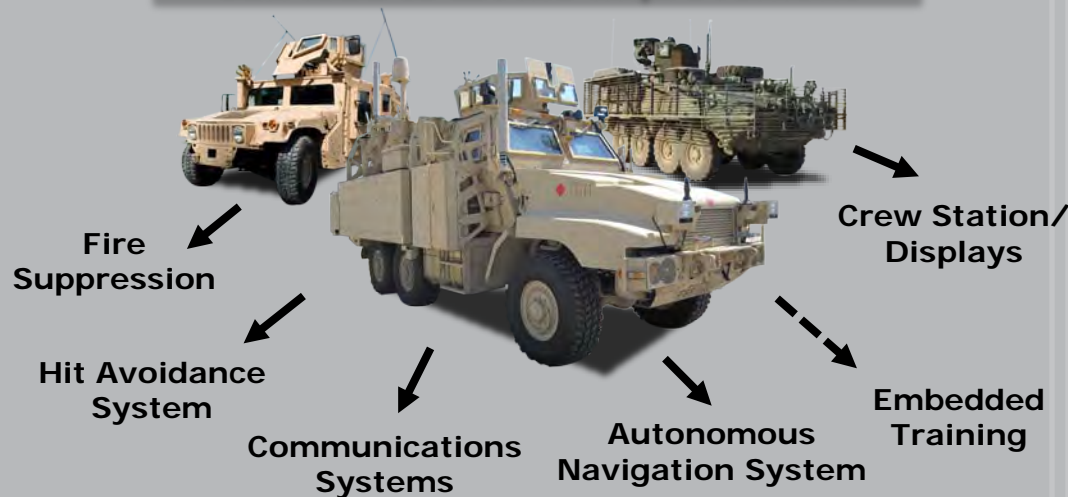 Crew Station/
Displays
Fire
Suppression
Hit Avoidance
System
Communications
Systems
Autonomous
Navigation System
Embedded
Training